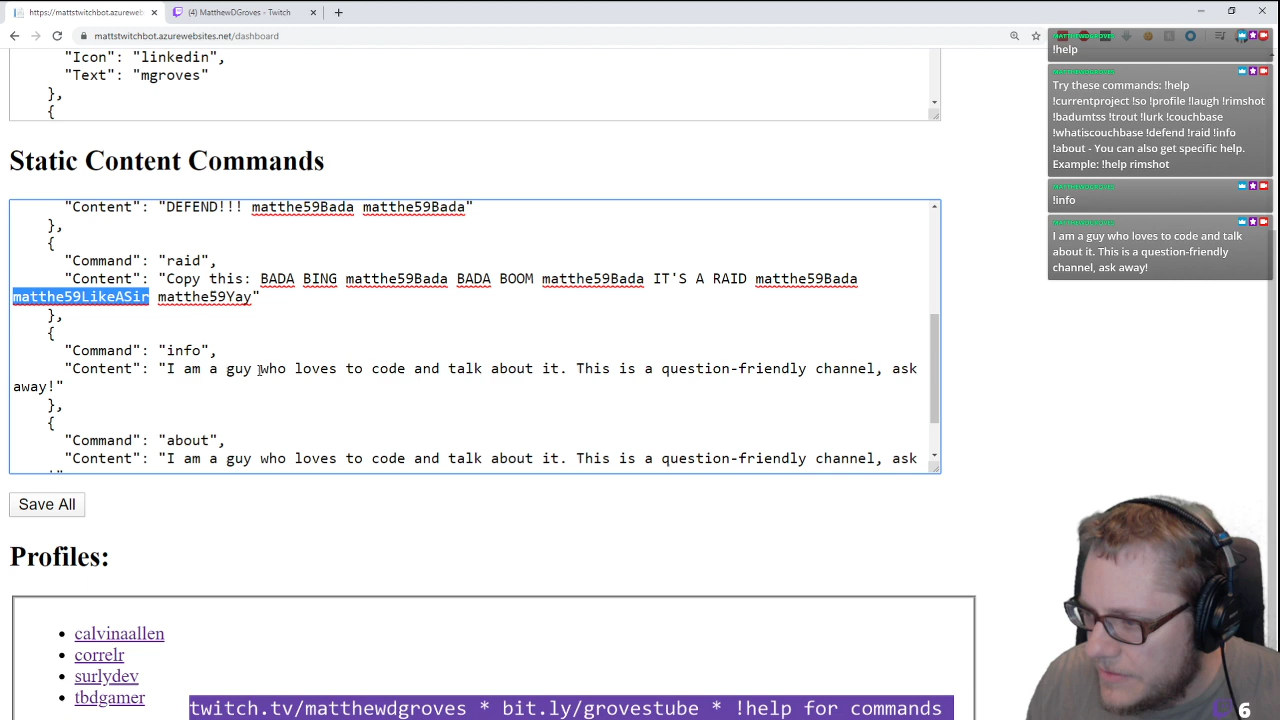 https://mattstwitchbot.azureweb
(4) MatthewDGroves - Twitch
mattstwitchbot.azurewebsites.net/dashboard
"Icon": "linkedin",
"Text": "mgroves"
},
{
Static Content Commands
"Content": "DEFEND!!! matthe59Bada matthe59Bada"
},
{
"Command": "raid",
"Content": "Copy this: BADA BING matthe59Bada BADA BOOM matthe59Bada IT'S A RAID matthe59Bada
matthe59LikeASir matthe59Yay"
},
{
"Command": "info",
"Content": "I am a guy who loves to code and talk about it. This is a question-friendly channel, ask
away!"
},
{
"Command": "about",
"Content": "I am a guy who loves to code and talk about it. This is a question-friendly channel, ask
Save All
Profiles:
calvinaallen
correlr
surlydev
tbdgamer
twitch.tv/matthewdgroves * bit.ly/grovestube * !help for commands
MATTHEWDGROVES
!help
MATTHEWDGROVES
Try these commands: !help
!currentproject !so !profile !laugh !rimshot
!badumtss !trout !lurk !couchbase
!whatiscouchbase !defend !raid !info
!about - You can also get specific help.
Example: !help rimshot
MATTHEWDGROVES
!info
MATTHEWDGROVES
I am a guy who loves to code and talk
about it. This is a question-friendly
channel, ask away!
6